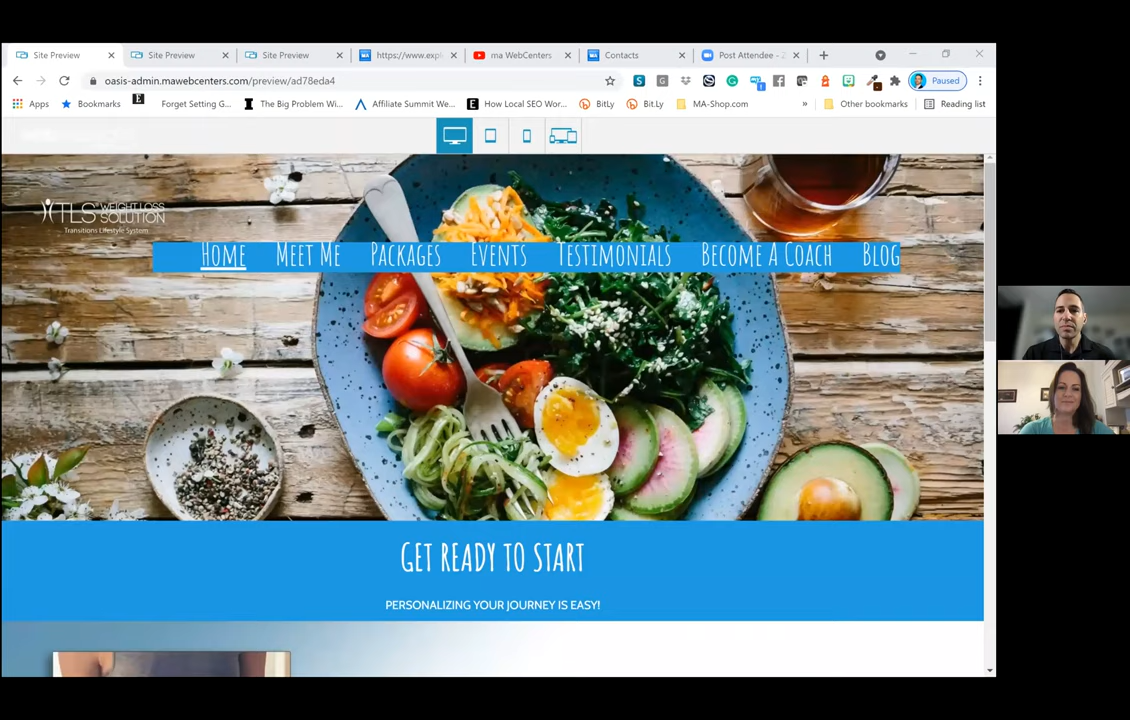 Site Preview
Site Preview
Site Preview
https://www.expl
ma WebCenters
Contacts
Post Attendee - Z
oasis-admin.mawebcenters.com/preview/ad78eda4
Paused
Apps
Bookmarks
Forget Setting G...
The Big Problem Wi...
Affiliate Summit We...
How Local SEO Wor...
BitLy
Bit.Ly
MA-Shop.com
»
Other bookmarks
Reading list
TLS WEIGHT LOSS SOLUTION
Transitions Lifestyle System
HOME MEET ME PACKAGES EVENTS TESTIMONIALS BECOME A COACH BLOG
GET READY TO START
PERSONALIZING YOUR JOURNEY IS EASY!